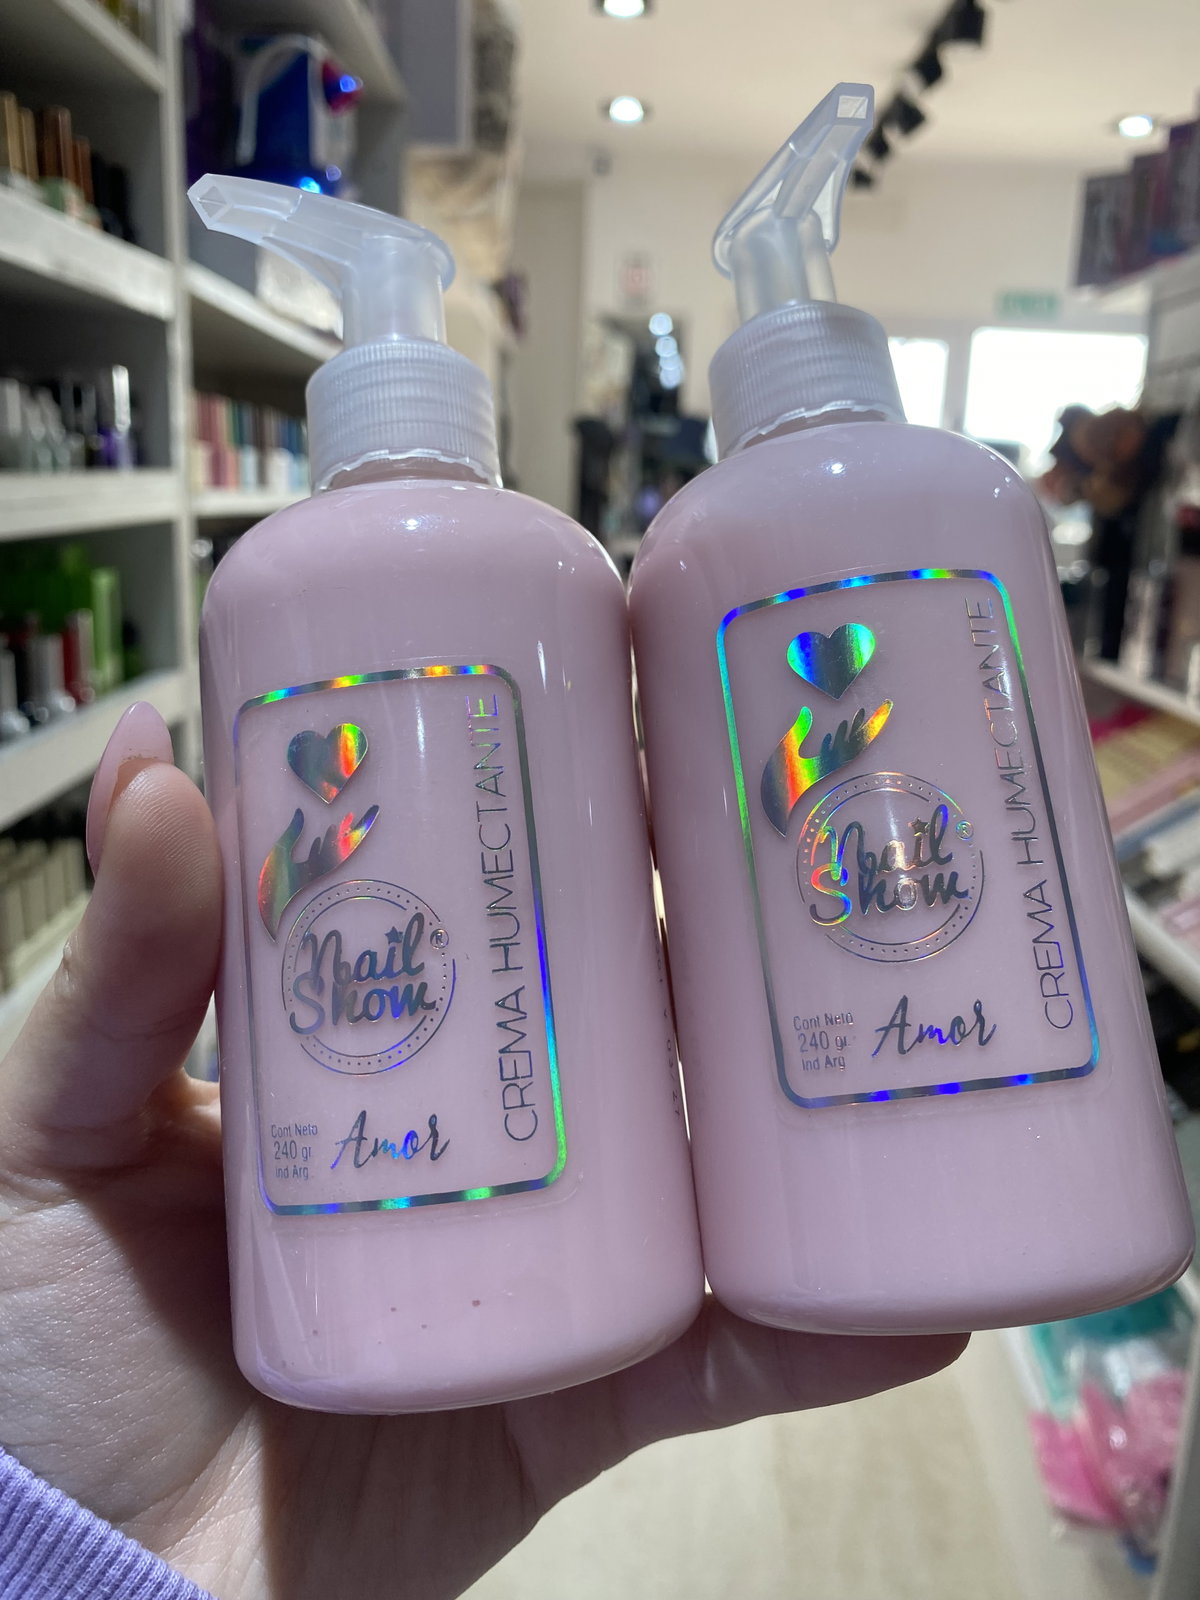 Nail
Show®
CREMA HUMECTANTE
Cont Neto
240 gr.
Ind Arg
Amor
Nail
Show®
CREMA HUMECTANTE
Cont Neto
240 gr.
Ind Arg
Amor